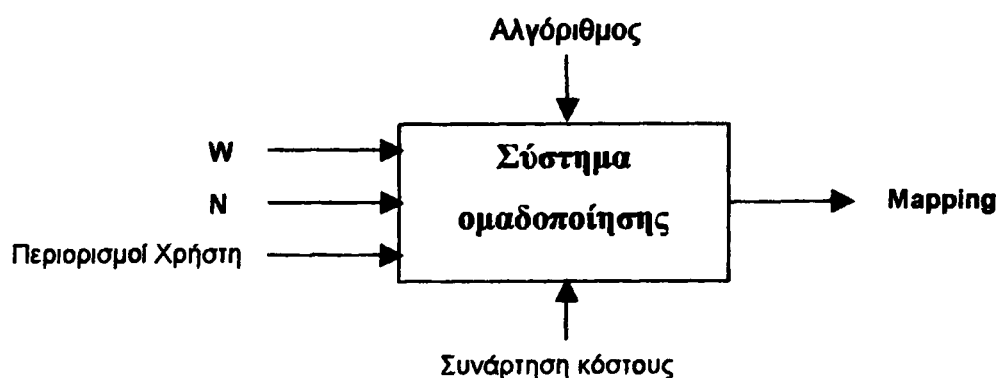 Αλγόριθμος
W
Σύστημα
N
ομαδοποίησης
Mapping
Περιορισμοί Χρήστη
Συνάρτηση κόστους